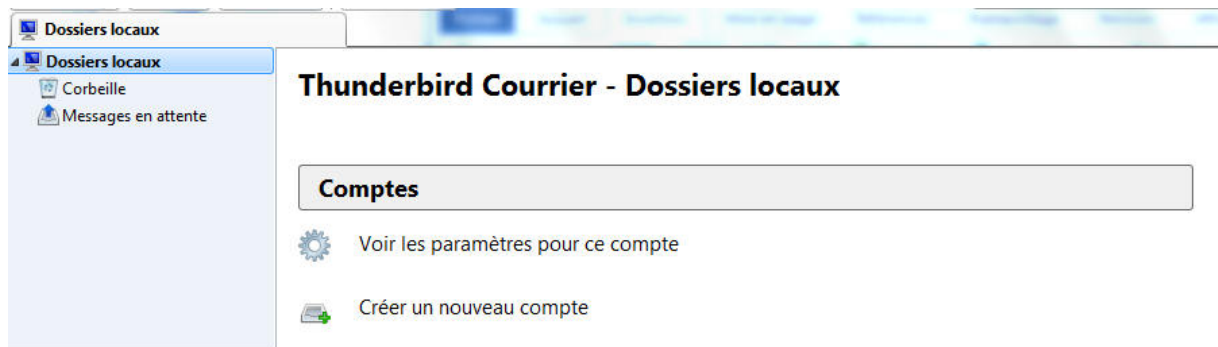 Dossiers locaux
Dossiers locaux
Corbeille
Messages en attente
Thunderbird Courrier - Dossiers locaux
Comptes
Voir les paramètres pour ce compte
Créer un nouveau compte